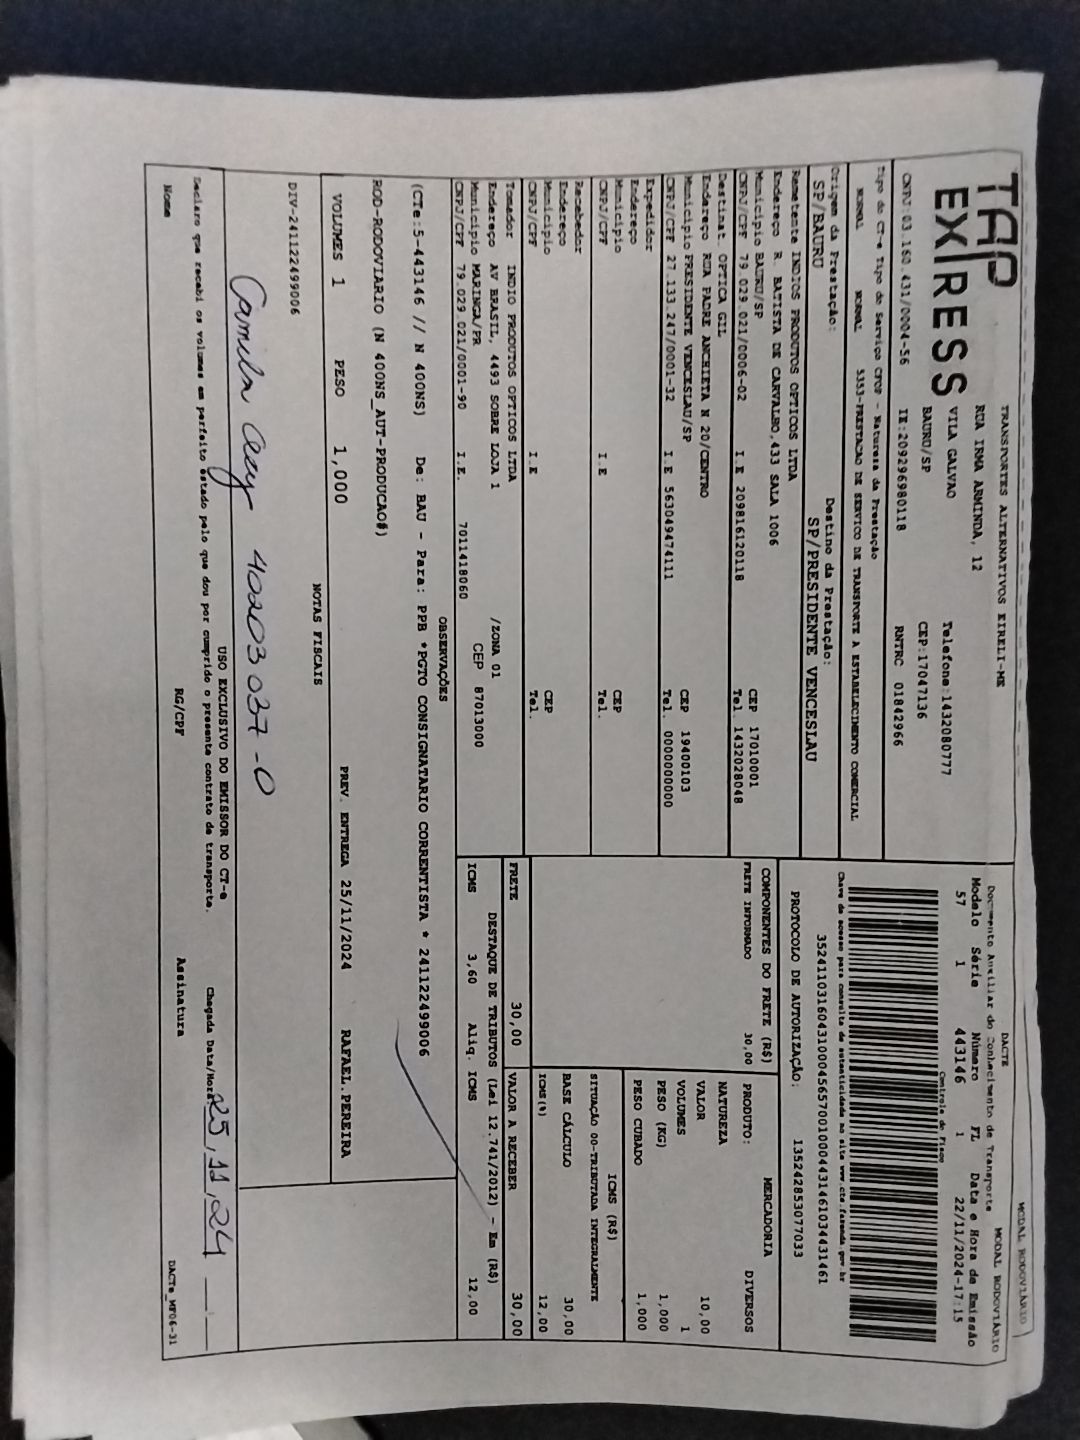 MODAL RODOVIÁRIO
TAP
EXPRESS
TRANSPORTES ALTERNATIVOS EIRELI-ME
RUA IRMA ARMINDA, 12
VILA GALVAO
BAURU/SP
Telefone:1432080777
CEP:17047136
CNPJ:03.160.431/0004-56 IE:209296980118 RNTRC 01842966
DACTE MODAL RODOVIÁRIO
Documento Auxiliar do Conhecimento de Transporte
Modelo Série Número FL Data e Hora de Emissão
57 1 443146 1 22/11/2024-17:15
Controle do Fisco
Chave de acesso para consulta de autenticidade no site www.cte.fazenda.gov.br
35241103160431000456570010004431461034431461
PROTOCOLO DE AUTORIZAÇÃO: 135242853077033
Tipo do CT-e Tipo do Serviço CFOP - Natureza da Prestação
NORMAL NORMAL 5353-PRESTACAO DE SERVICO DE TRANSPORTE A ESTABELECIMENTO COMERCIAL
Origem da Prestação: Destino da Prestação:
SP/BAURU SP/PRESIDENTE VENCESLAU
Remetente INDIOS PRODUTOS OPTICOS LTDA
Endereço R. BATISTA DE CARVALHO,433 SALA 1006
Município BAURU/SP CEP 17010001
CNPJ/CPF 79.029.021/0006-02 I.E 209816120118 Tel. 1432028048
Destinat. OPTICA GIL
Endereço RUA PADRE ANCHIETA N 20/CENTRO
Município PRESIDENTE VENCESLAU/SP CEP 19400103
CNPJ/CPF 27.133.247/0001-32 I.E 563049474111 Tel. 0000000000
Expedidor
Endereço
Município CEP
CNPJ/CPF I.E Tel.
Recebedor
Endereço
Município CEP
CNPJ/CPF I.E Tel.
Tomador INDIO PRODUTOS OPTICOS LTDA
Endereço AV BRASIL, 4493 SOBRE LOJA 1 /ZONA 01
Município MARINGA/PR CEP 87013000
CNPJ/CPF 79.029.021/0001-90 I.E. 7011418060
COMPONENTES DO FRETE (R$)
FRETE INFORMADO 30,00
PRODUTO: MERCADORIA
NATUREZA DIVERSOS
VALOR 10,00
VOLUMES 1
PESO (KG) 1,000
PESO CUBADO 1,000
ICMS (R$)
SITUAÇÃO 00-TRIBUTADA INTEGRALMENTE
BASE CÁLCULO 30,00
ICMS(%) 12,00
FRETE 30,00 VALOR A RECEBER 30,00
DESTAQUE DE TRIBUTOS (Lei 12.741/2012) - Em (R$)
ICMS 3,60 Aliq. ICMS 12,00
OBSERVAÇÕES
(CTe:5-443146 // N 400NS) De: BAU - Para: PPB *PGTO CONSIGNATARIO CORRENTISTA * 241122499006
ROD-RODOVIARIO (N 400NS_AUT-PRODUCAO#)
VOLUMES 1 PESO 1,000 PREV. ENTREGA 25/11/2024 RAFAEL.PEREIRA
NOTAS FISCAIS
DIV-241122499006
USO EXCLUSIVO DO EMISSOR DO CT-e
Declaro que recebi os volumes em perfeito estado pelo que dou por cumprido o presente contrato de transporte. Chegada Data/Hora 25,11,24
Camila 40203037-0
Nome RG/CPF Assinatura DACTe_MF06-31